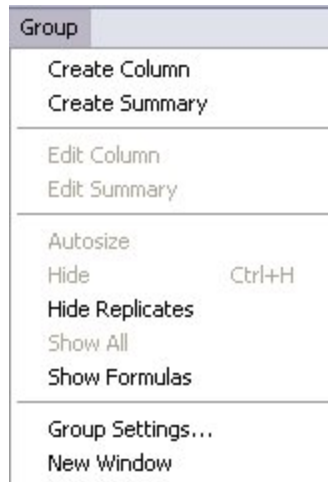 Group
Create Column
Create Summary
Edit Column
Edit Summary
Autosize
Hide Ctrl+H
Hide Replicates
Show All
Show Formulas
Group Settings...
New Window